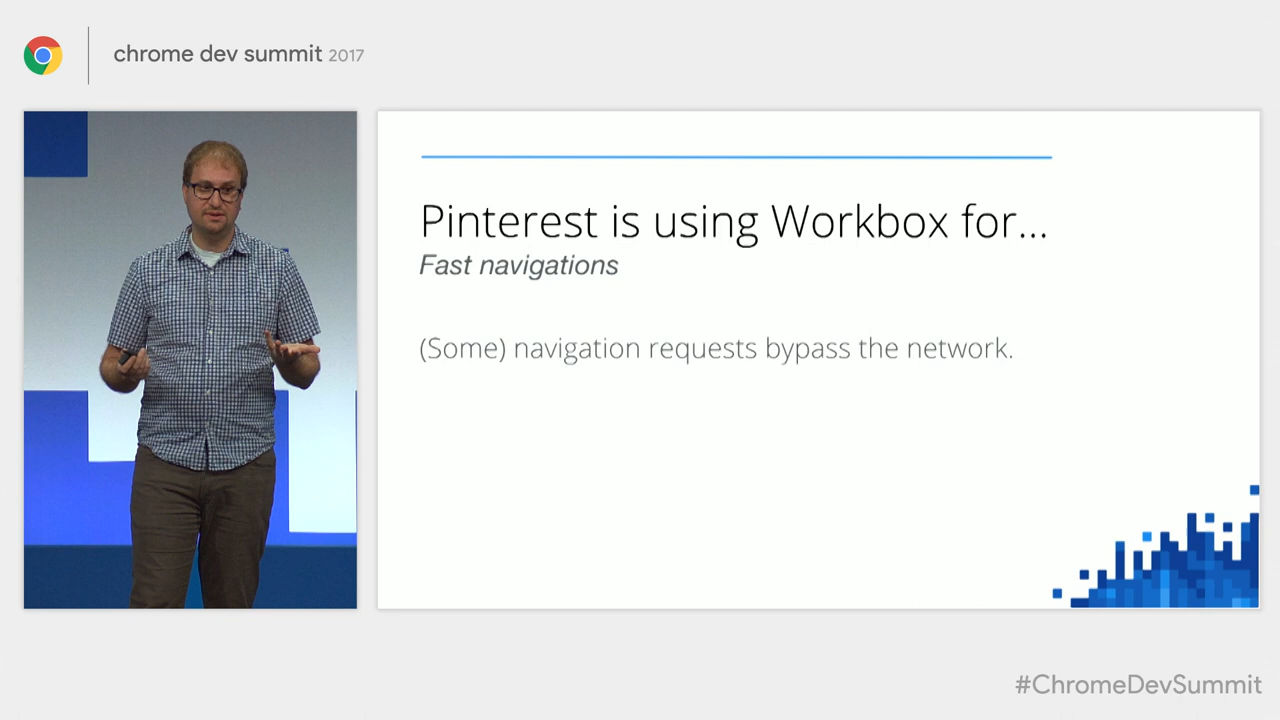 chrome dev summit 2017
Pinterest is using Workbox for...
Fast navigations
(Some) navigation requests bypass the network.
#ChromeDevSummit